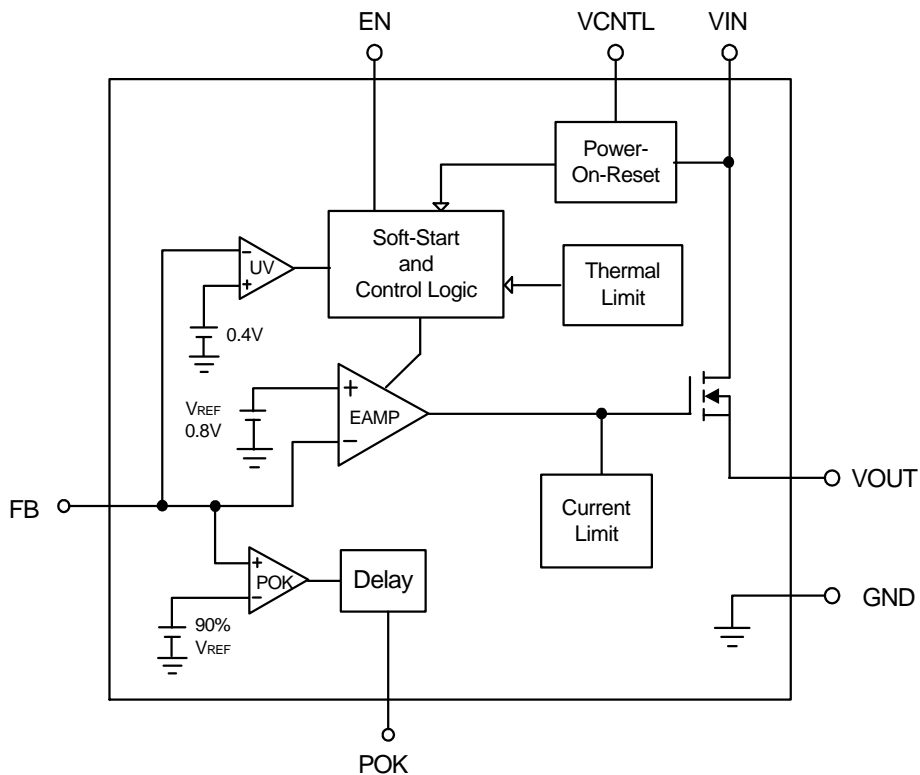 EN
VCNTL
VIN
Power-
On-Reset
Soft-Start
and
Control Logic
UV
-
+
0.4V
Thermal
Limit
VREF
0.8V
+
EAMP
-
FB
VOUT
Current
Limit
+
POK
-
Delay
90%
VREF
GND
POK